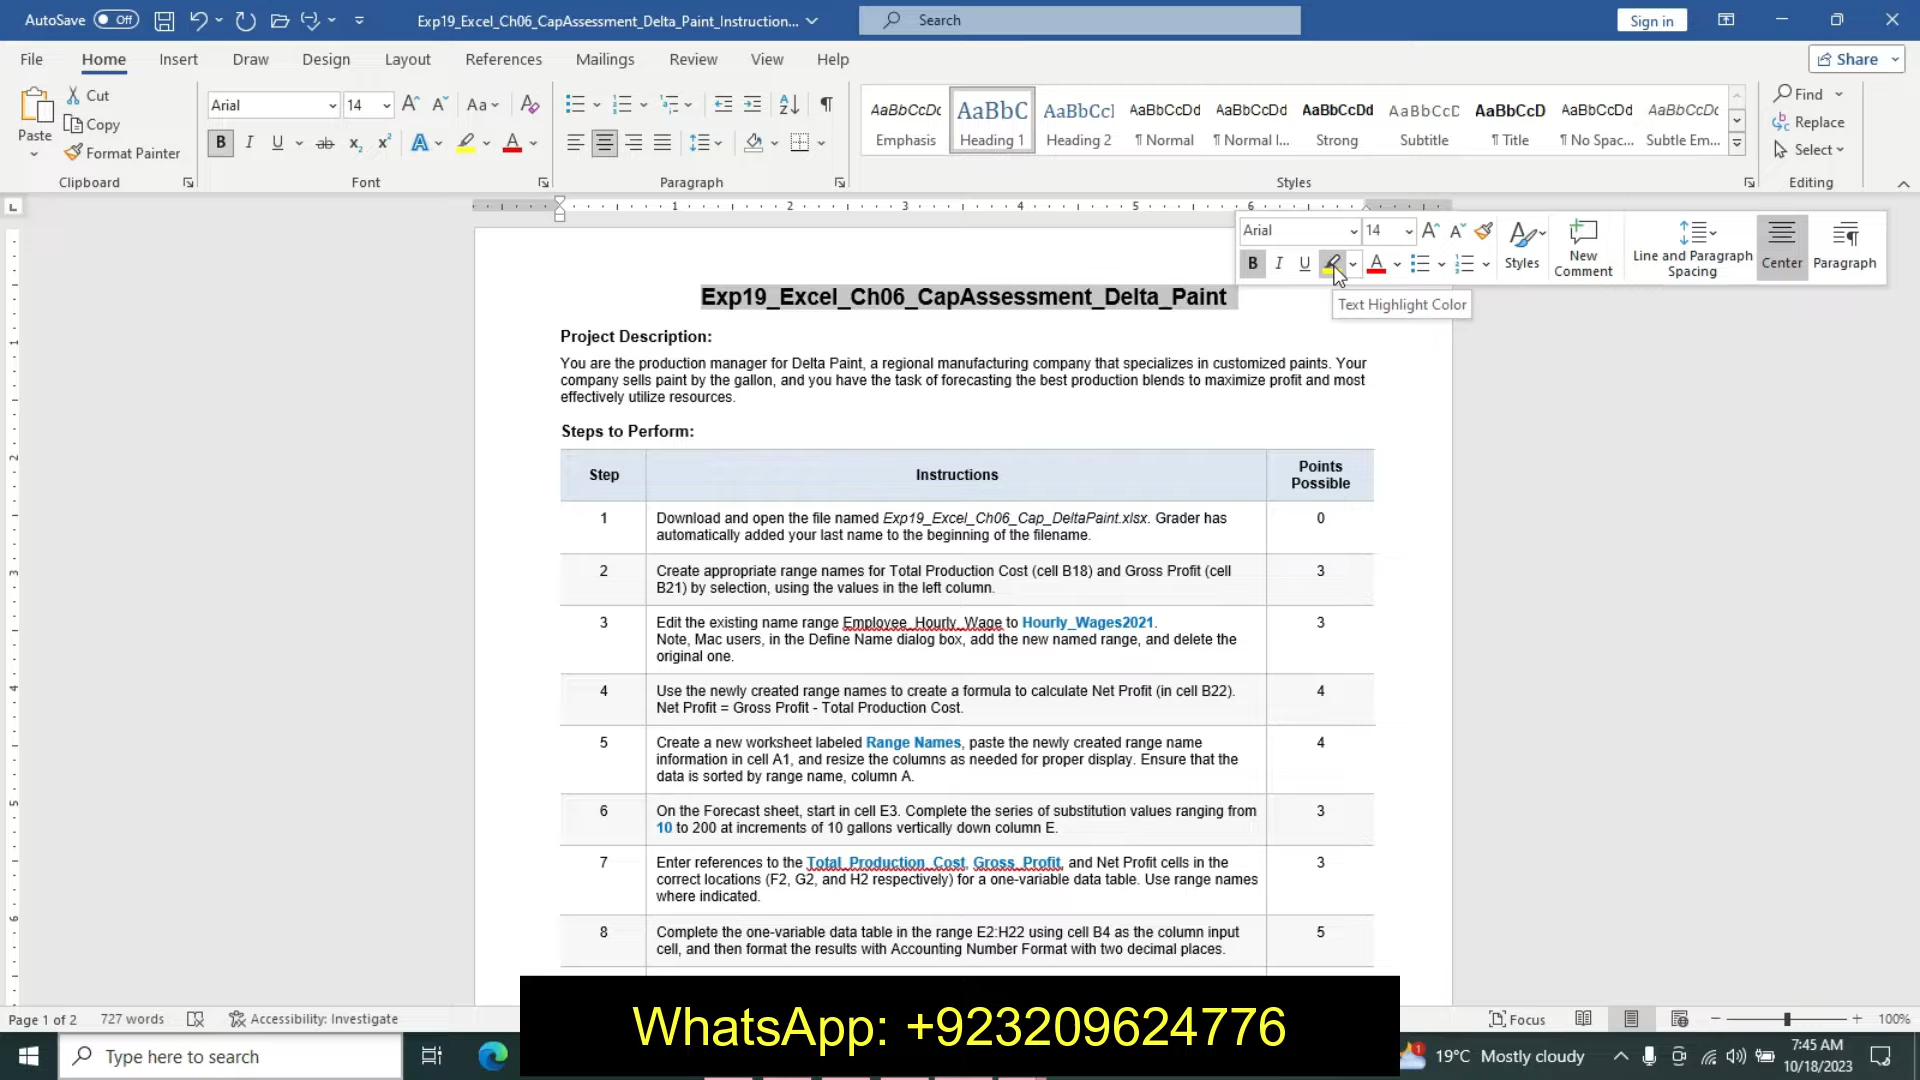 AutoSave Off Exp19_Excel_Ch06_CapAssessment_Delta_Paint_Instruction... Search Sign in
File Home Insert Draw Design Layout References Mailings Review View Help Share
Paste Cut Copy Format Painter Clipboard
Arial 14 Aa
B I U ab x₂ x² A A Font
Paragraph
AaBbCcDc AaBbC AaBbCcI AaBbCcDd AaBbCcDd AaBbCcDd AaBbCcC AaBbCcD AaBbCcDd AaBbCcDc
Emphasis Heading 1 Heading 2 ¶ Normal ¶ Normal I... Strong Subtitle ¶ Title ¶ No Spac... Subtle Em...
Styles
Find
Replace
Select
Editing
1 2 3 4 5 6
Arial 14 Styles New Comment Line and Paragraph Spacing Center Paragraph
B I U A
Text Highlight Color
Exp19_Excel_Ch06_CapAssessment_Delta_Paint
Project Description:
You are the production manager for Delta Paint, a regional manufacturing company that specializes in customized paints. Your
company sells paint by the gallon, and you have the task of forecasting the best production blends to maximize profit and most
effectively utilize resources.
Steps to Perform:
Step Instructions Points Possible
1 Download and open the file named Exp19_Excel_Ch06_Cap_DeltaPaint.xlsx. Grader has 0
automatically added your last name to the beginning of the filename.
2 Create appropriate range names for Total Production Cost (cell B18) and Gross Profit (cell 3
B21) by selection, using the values in the left column.
3 Edit the existing name range Employee_Hourly_Wage to Hourly_Wages2021. 3
Note, Mac users, in the Define Name dialog box, add the new named range, and delete the
original one.
4 Use the newly created range names to create a formula to calculate Net Profit (in cell B22). 4
Net Profit = Gross Profit - Total Production Cost.
5 Create a new worksheet labeled Range Names, paste the newly created range name 4
information in cell A1, and resize the columns as needed for proper display. Ensure that the
data is sorted by range name, column A.
6 On the Forecast sheet, start in cell E3. Complete the series of substitution values ranging from 3
10 to 200 at increments of 10 gallons vertically down column E.
7 Enter references to the Total_Production_Cost, Gross_Profit, and Net Profit cells in the 3
correct locations (F2, G2, and H2 respectively) for a one-variable data table. Use range names
where indicated.
8 Complete the one-variable data table in the range E2:H22 using cell B4 as the column input 5
cell, and then format the results with Accounting Number Format with two decimal places.
WhatsApp: +923209624776
Page 1 of 2 727 words Accessibility: Investigate Focus 100%
Type here to search 1 19°C Mostly cloudy 7:45 AM
10/18/2023